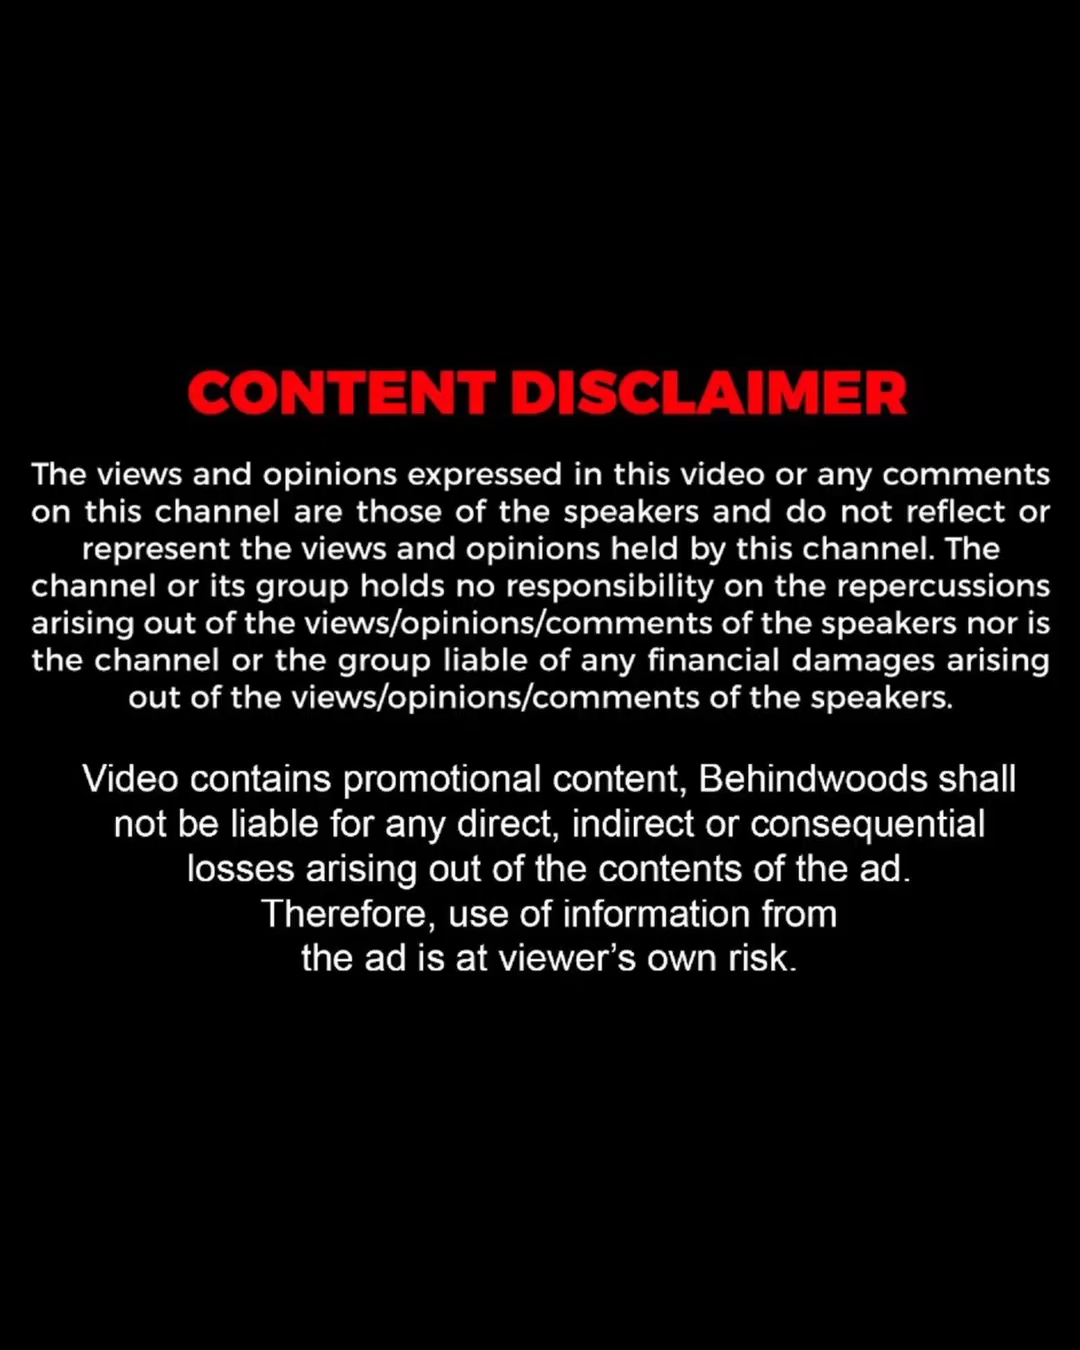 CONTENT DISCLAIMER
The views and opinions expressed in this video or any comments
on this channel are those of the speakers and do not reflect or
represent the views and opinions held by this channel. The
channel or its group holds no responsibility on the repercussions
arising out of the views/opinions/comments of the speakers nor is
the channel or the group liable of any financial damages arising
out of the views/opinions/comments of the speakers.
Video contains promotional content, Behindwoods shall
not be liable for any direct, indirect or consequential
losses arising out of the contents of the ad.
Therefore, use of information from
the ad is at viewer’s own risk.